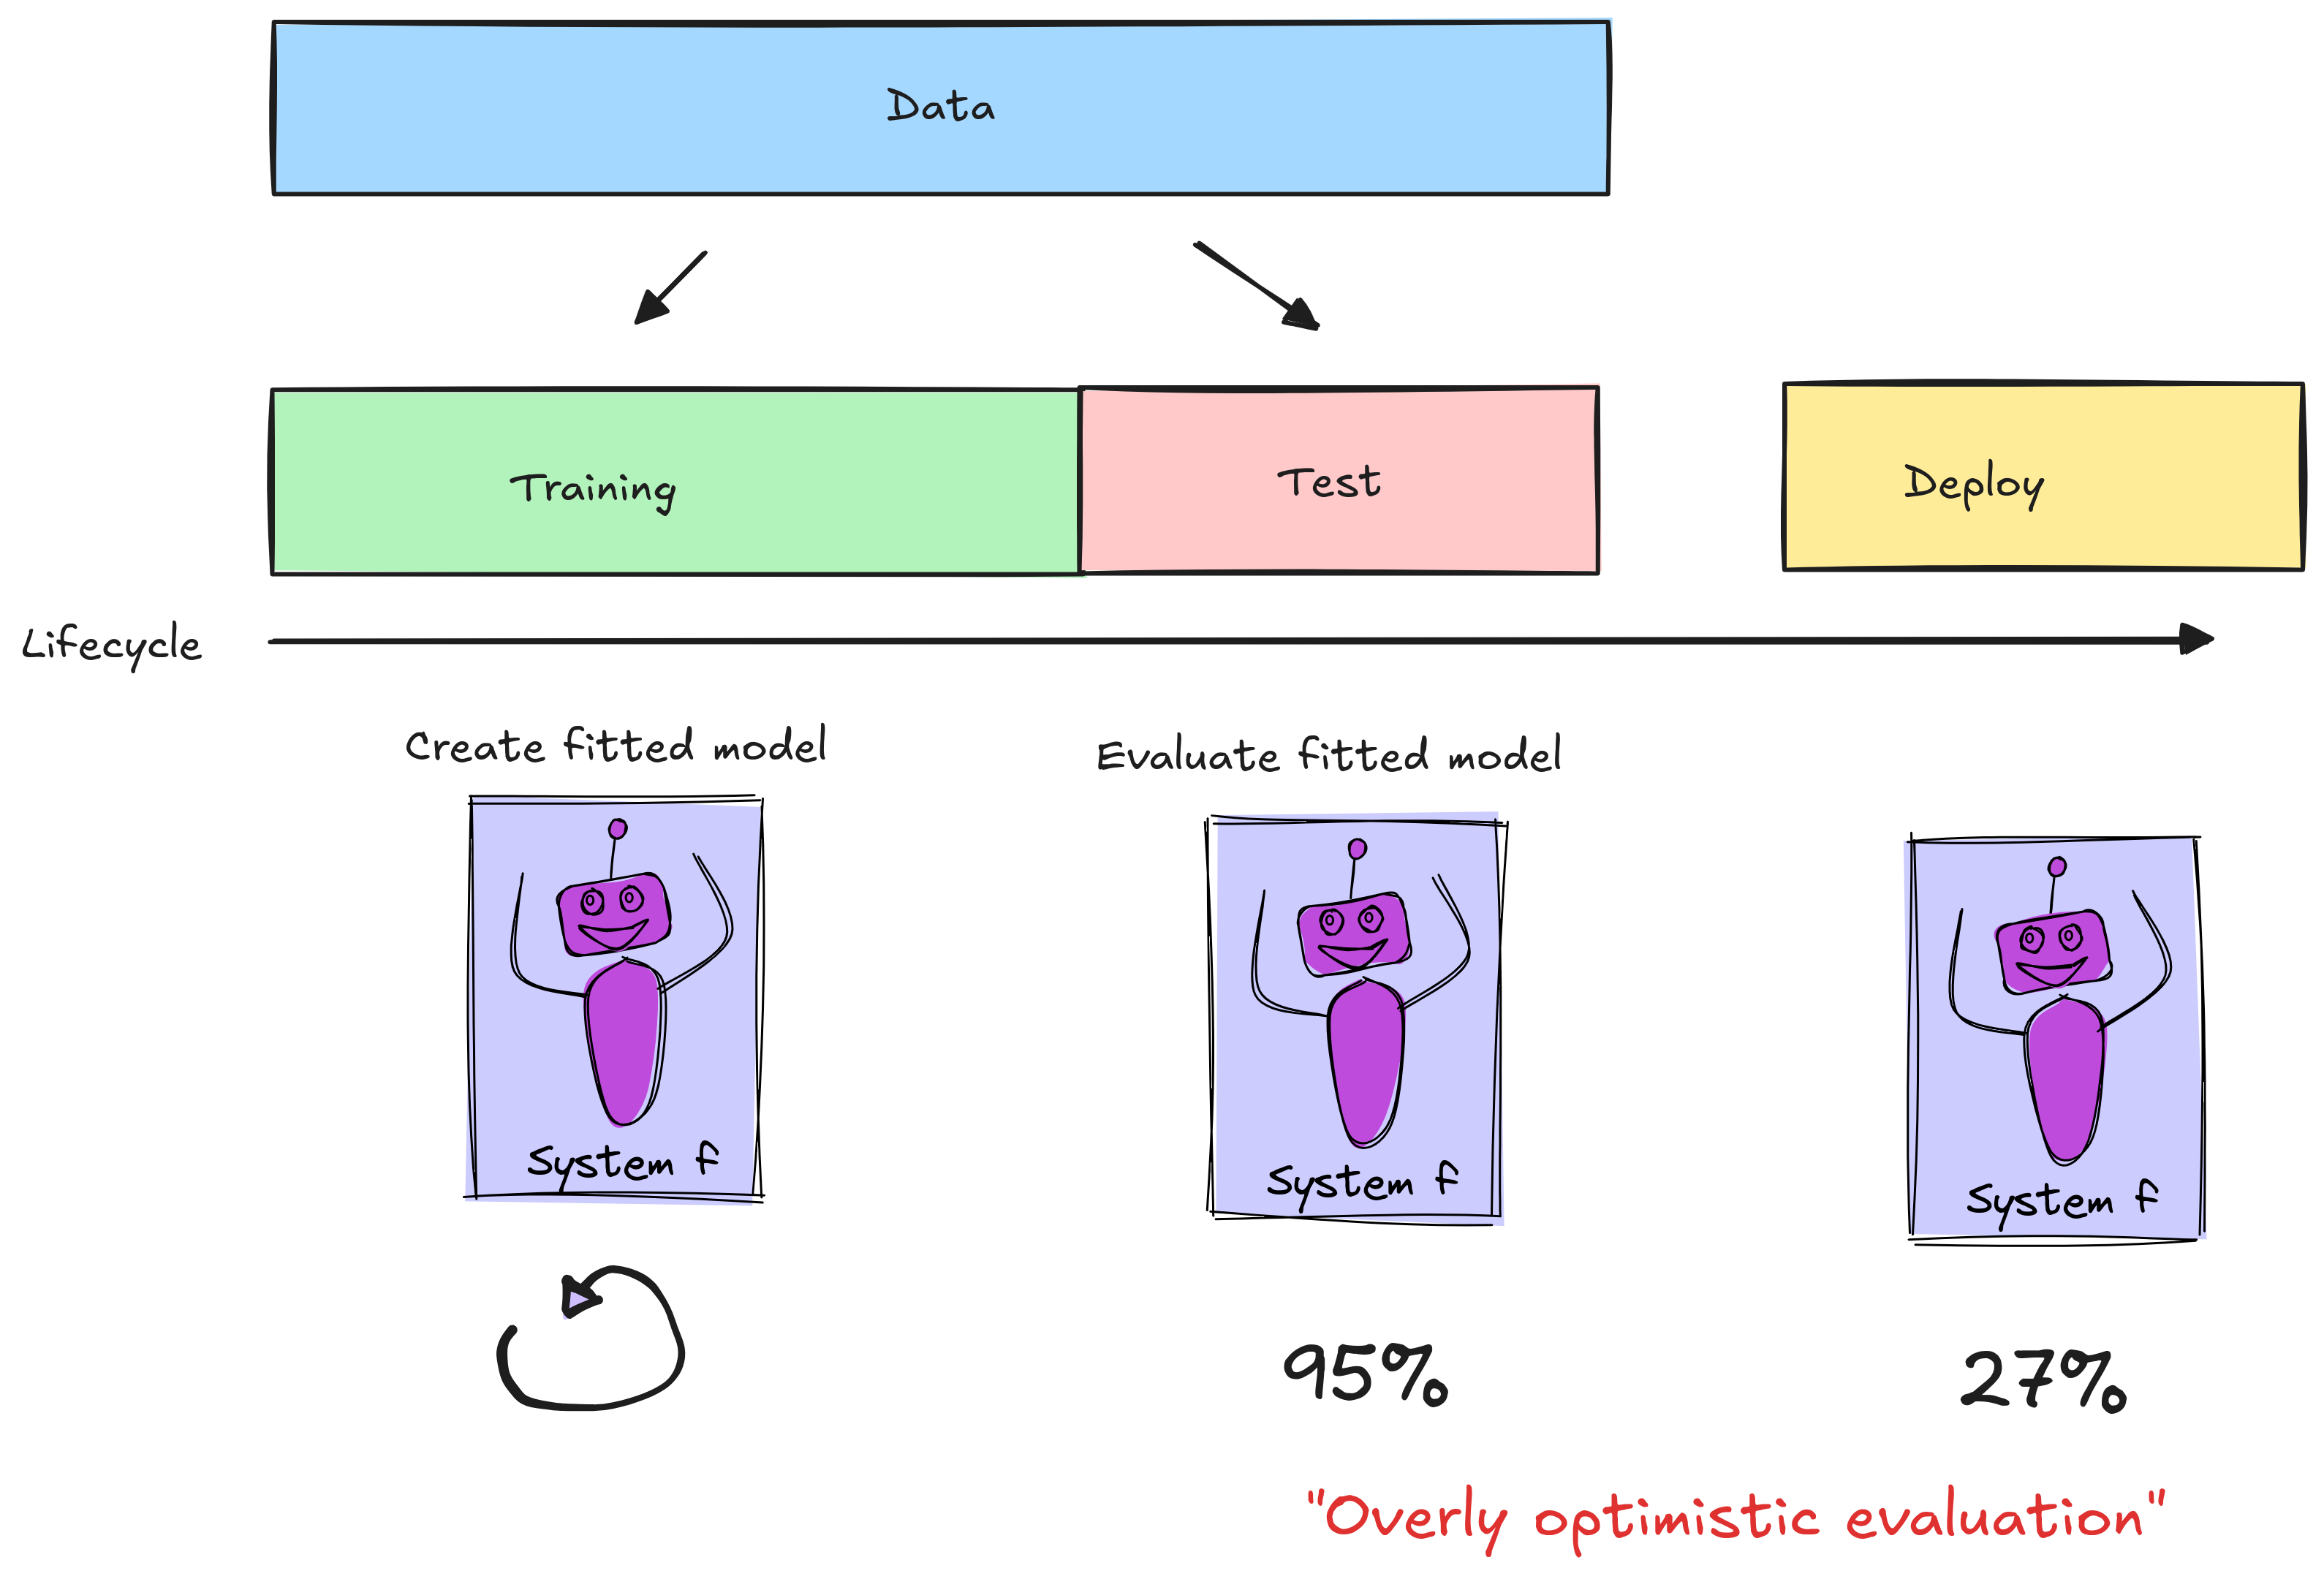 Data
Training
Test
Deploy
Lifecycle
Create fitted model
Evaluate fitted model
System f
System f
System f
95%
27%
"Overly optimistic evaluation"